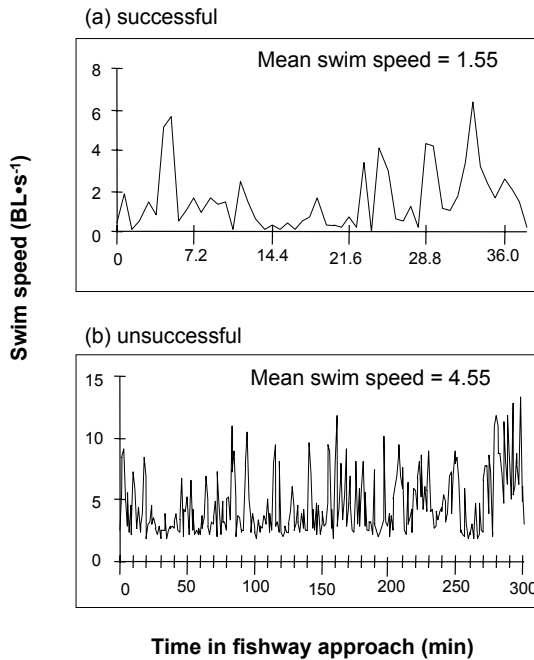 (a) successful
Mean swim speed = 1.55
8
6
4
2
0
0 7.2 14.4 21.6 28.8 36.0
Swim speed (BL•s⁻¹)
(b) unsuccessful
Mean swim speed = 4.55
15
10
5
0
0 50 100 150 200 250 300
Time in fishway approach (min)